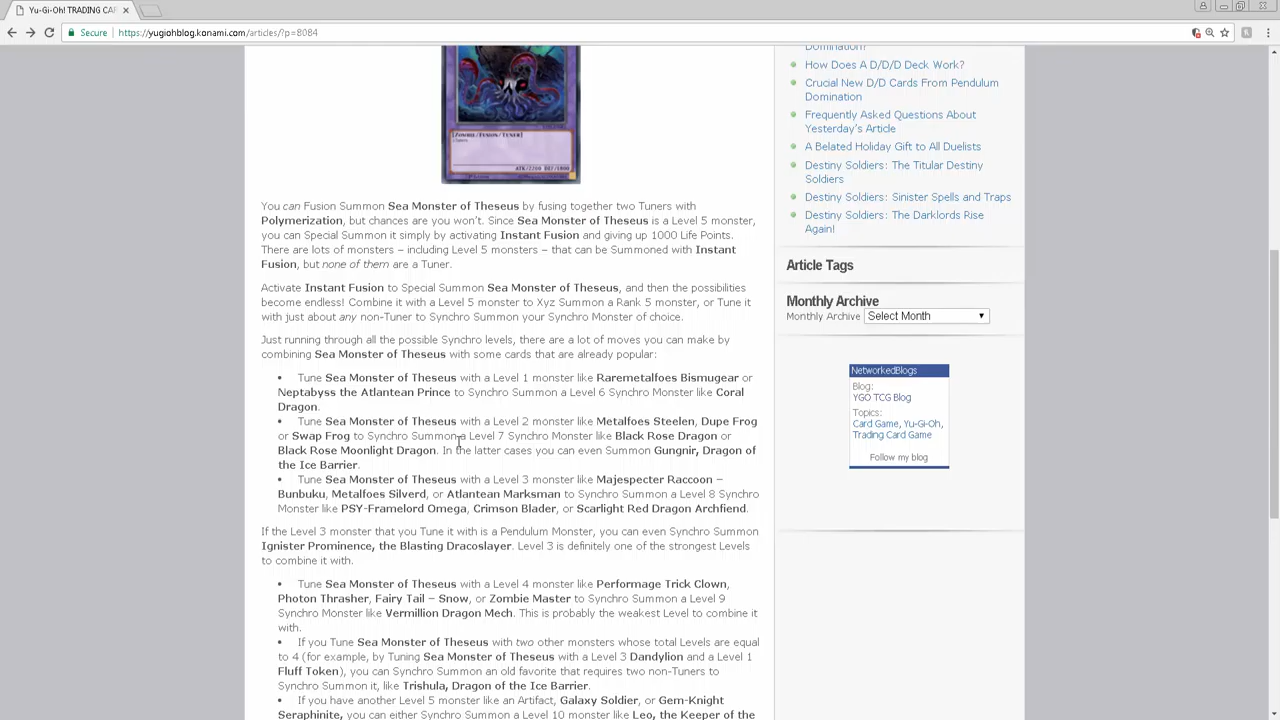 Yu-Gi-Oh! TRADING CAR
Secure
https://yugiohblog.konami.com/articles/?p=8084
[ZOMBIE/FUSION/TUNER]
2 Tuners
ATK/2200 DEF/1800
You can Fusion Summon Sea Monster of Theseus by fusing together two Tuners with
Polymerization, but chances are you won't. Since Sea Monster of Theseus is a Level 5 monster,
you can Special Summon it simply by activating Instant Fusion and giving up 1000 Life Points.
There are lots of monsters – including Level 5 monsters – that can be Summoned with Instant
Fusion, but none of them are a Tuner.
Activate Instant Fusion to Special Summon Sea Monster of Theseus, and then the possibilities
become endless! Combine it with a Level 5 monster to Xyz Summon a Rank 5 monster, or Tune it
with just about any non-Tuner to Synchro Summon your Synchro Monster of choice.
Just running through all the possible Synchro levels, there are a lot of moves you can make by
combining Sea Monster of Theseus with some cards that are already popular:
• Tune Sea Monster of Theseus with a Level 1 monster like Raremetalfoes Bismugear or
Neptabyss the Atlantean Prince to Synchro Summon a Level 6 Synchro Monster like Coral
Dragon.
• Tune Sea Monster of Theseus with a Level 2 monster like Metalfoes Steelen, Dupe Frog
or Swap Frog to Synchro Summon a Level 7 Synchro Monster like Black Rose Dragon or
Black Rose Moonlight Dragon. In the latter cases you can even Summon Gungnir, Dragon of
the Ice Barrier.
• Tune Sea Monster of Theseus with a Level 3 monster like Majespecter Raccoon –
Bunbuku, Metalfoes Silverd, or Atlantean Marksman to Synchro Summon a Level 8 Synchro
Monster like PSY-Framelord Omega, Crimson Blader, or Scarlight Red Dragon Archfiend.
If the Level 3 monster that you Tune it with is a Pendulum Monster, you can even Synchro Summon
Ignister Prominence, the Blasting Dracoslayer. Level 3 is definitely one of the strongest Levels
to combine it with.
• Tune Sea Monster of Theseus with a Level 4 monster like Performage Trick Clown,
Photon Thrasher, Fairy Tail – Snow, or Zombie Master to Synchro Summon a Level 9
Synchro Monster like Vermillion Dragon Mech. This is probably the weakest Level to combine it
with.
• If you Tune Sea Monster of Theseus with two other monsters whose total Levels are equal
to 4 (for example, by Tuning Sea Monster of Theseus with a Level 3 Dandylion and a Level 1
Fluff Token), you can Synchro Summon an old favorite that requires two non-Tuners to
Synchro Summon it, like Trishula, Dragon of the Ice Barrier.
• If you have another Level 5 monster like an Artifact, Galaxy Soldier, or Gem-Knight
Seraphinite, you can either Synchro Summon a Level 10 monster like Leo, the Keeper of the
Domination?
How Does A D/D/D Deck Work?
Crucial New D/D Cards From Pendulum
Domination
Frequently Asked Questions About
Yesterday's Article
A Belated Holiday Gift to All Duelists
Destiny Soldiers: The Titular Destiny
Soldiers
Destiny Soldiers: Sinister Spells and Traps
Destiny Soldiers: The Darklords Rise
Again!
Article Tags
Monthly Archive
Monthly Archive Select Month
NetworkedBlogs
Blog:
YGO TCG Blog
Topics:
Card Game, Yu-Gi-Oh,
Trading Card Game
Follow my blog